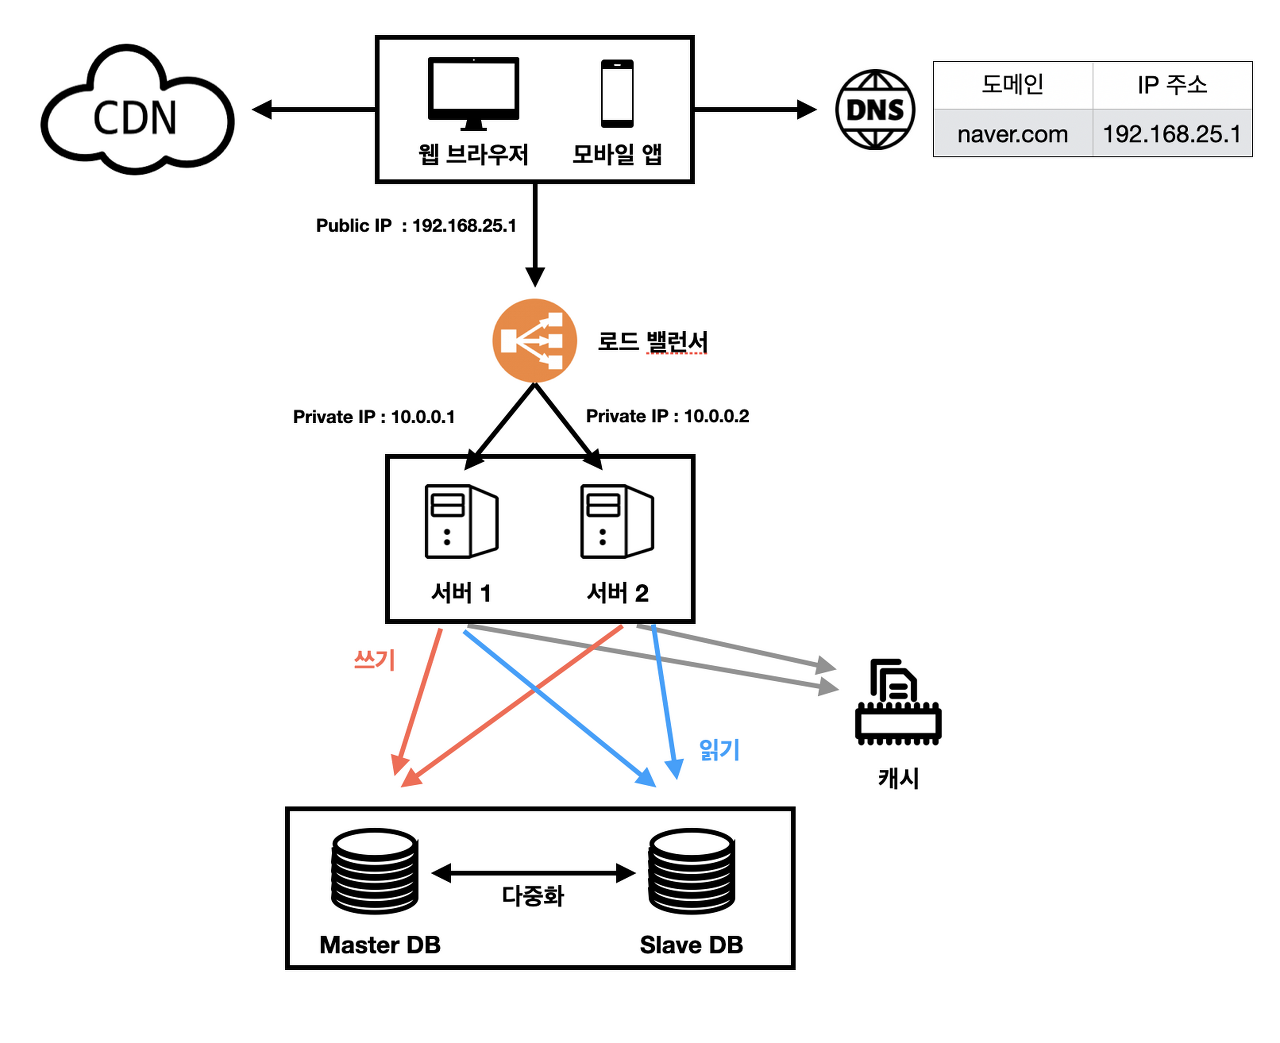 CDN
웹 브라우저
모바일 앱
DNS
도메인
IP 주소
naver.com
192.168.25.1
Public IP : 192.168.25.1
로드 밸런서
Private IP : 10.0.0.1
Private IP : 10.0.0.2
서버 1
서버 2
쓰기
읽기
캐시
다중화
Master DB
Slave DB